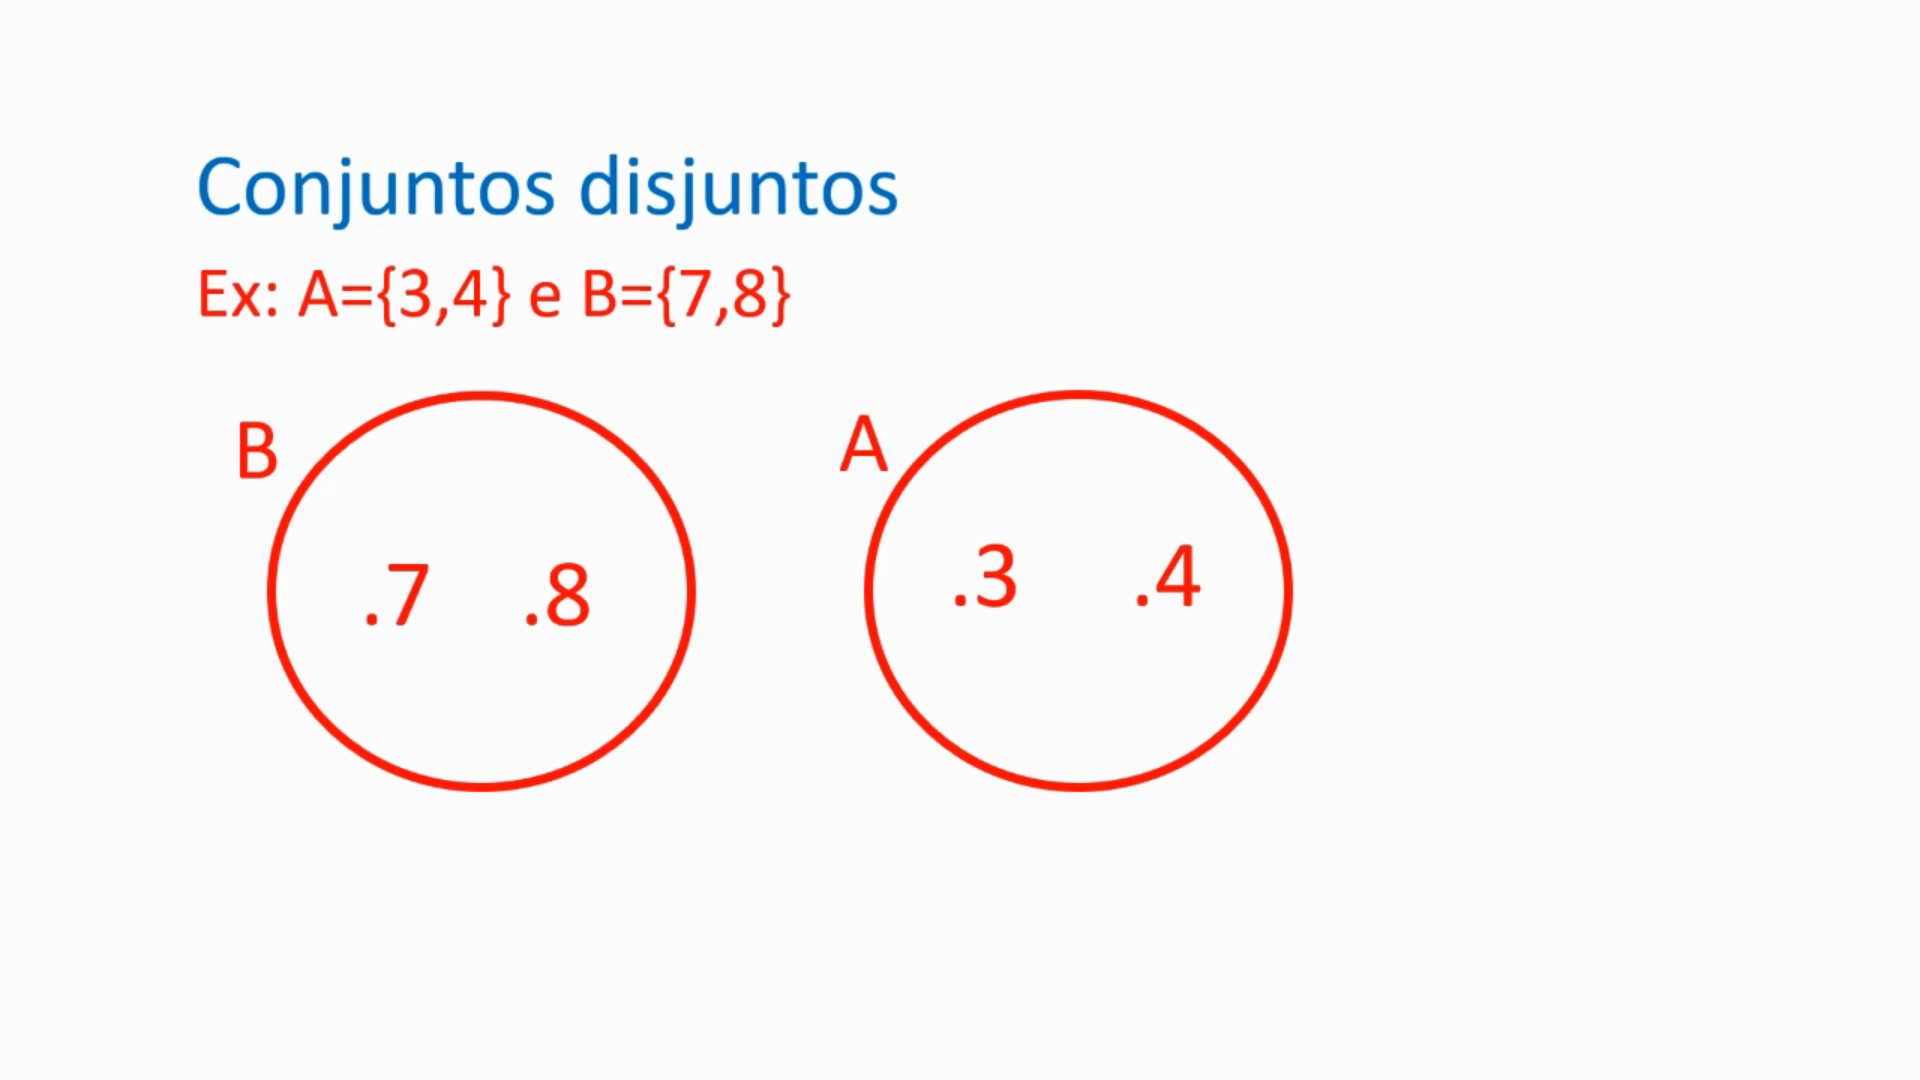 Conjuntos disjuntos
Ex: A={3,4} e B={7,8}
B
A
.7 .8
.3 .4